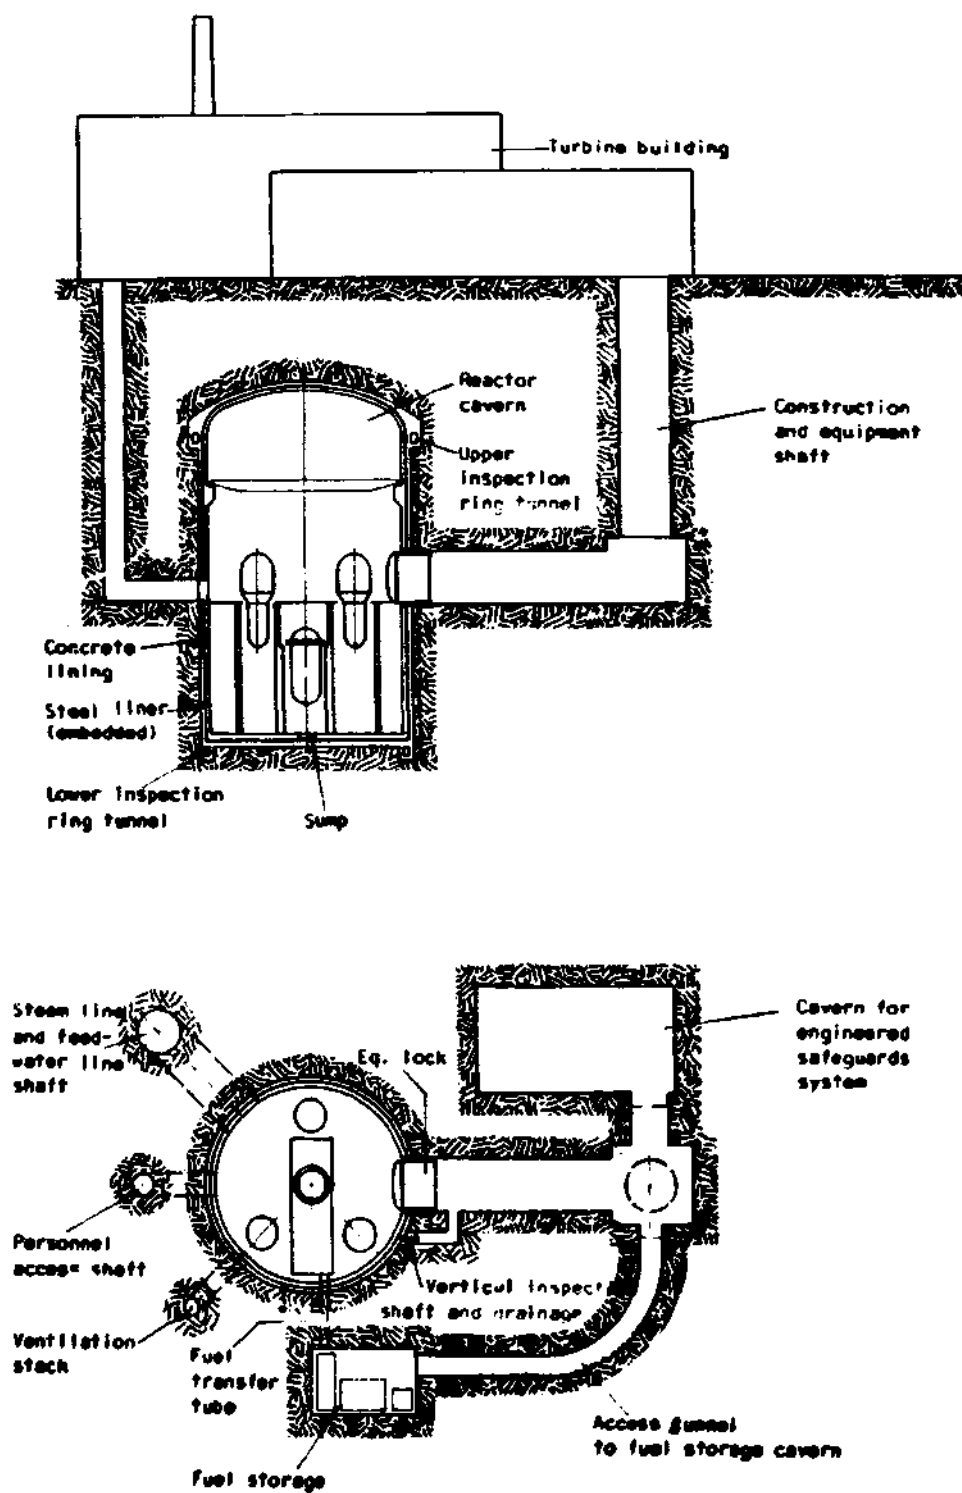 Turbine building
Reactor
cavern
Construction
and equipment
shaft
Upper
inspection
ring tunnel
Concrete
lining
Steel liner
(embedded)
Lower inspection
ring tunnel
Sump
Steam line
and feed-
water line
shaft
Eq. lock
Cavern for
engineered
safeguards
system
Personnel
access shaft
Vertical inspect
shaft and drainage
Ventilation
stack
Fuel
transfer
tube
Access tunnel
to fuel storage cavern
Fuel storage